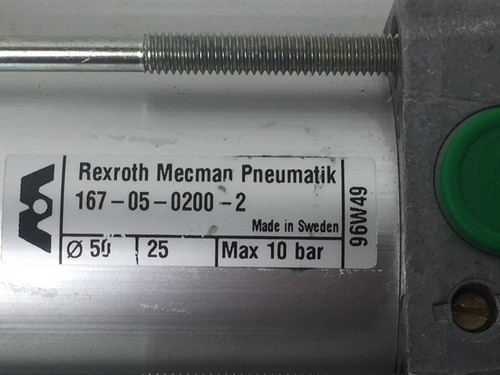 Rexroth Mecman Pneumatik
167-05-0200-2
Made in Sweden
Ø 50 25 Max 10 bar
96W49